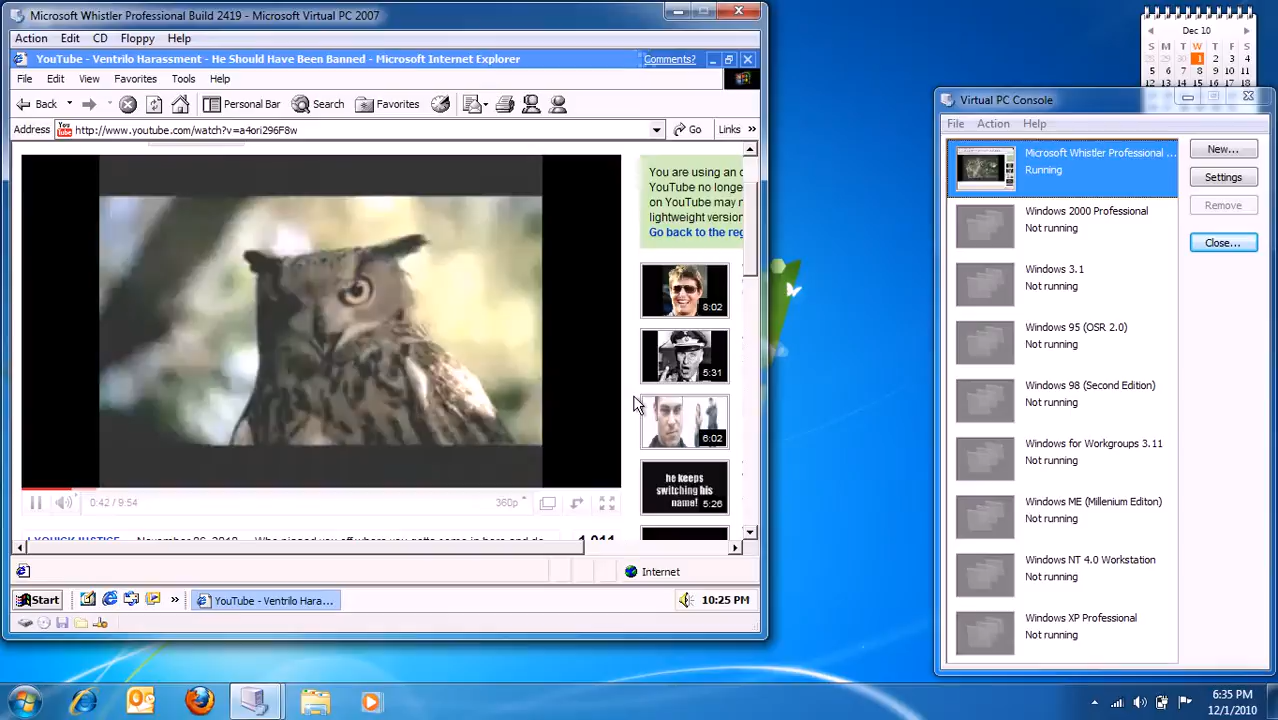 Microsoft Whistler Professional Build 2419 - Microsoft Virtual PC 2007
Action Edit CD Floppy Help
YouTube - Ventrilo Harassment - He Should Have Been Banned - Microsoft Internet Explorer
Comments?
File Edit View Favorites Tools Help
Back Personal Bar Search Favorites
Address http://www.youtube.com/watch?v=a4ori296F8w Go Links »
You are using an o
YouTube no longe
on YouTube may r
lightweight version
Go back to the reg
8:02
5:31
6:02
he keeps
switching his
name!
5:26
0:42 / 9:54
360p
Internet
Start » YouTube - Ventrilo Hara... 10:25 PM
Dec 10
S M T W T F S
28 29 30 1 2 3 4
5 6 7 8 9 10 11
12 13 14 15 16 17 18
Virtual PC Console
File Action Help
Microsoft Whistler Professional ...
Running
Windows 2000 Professional
Not running
Windows 3.1
Not running
Windows 95 (OSR 2.0)
Not running
Windows 98 (Second Edition)
Not running
Windows for Workgroups 3.11
Not running
Windows ME (Millenium Editon)
Not running
Windows NT 4.0 Workstation
Not running
Windows XP Professional
Not running
New...
Settings
Remove
Close...
6:35 PM
12/1/2010